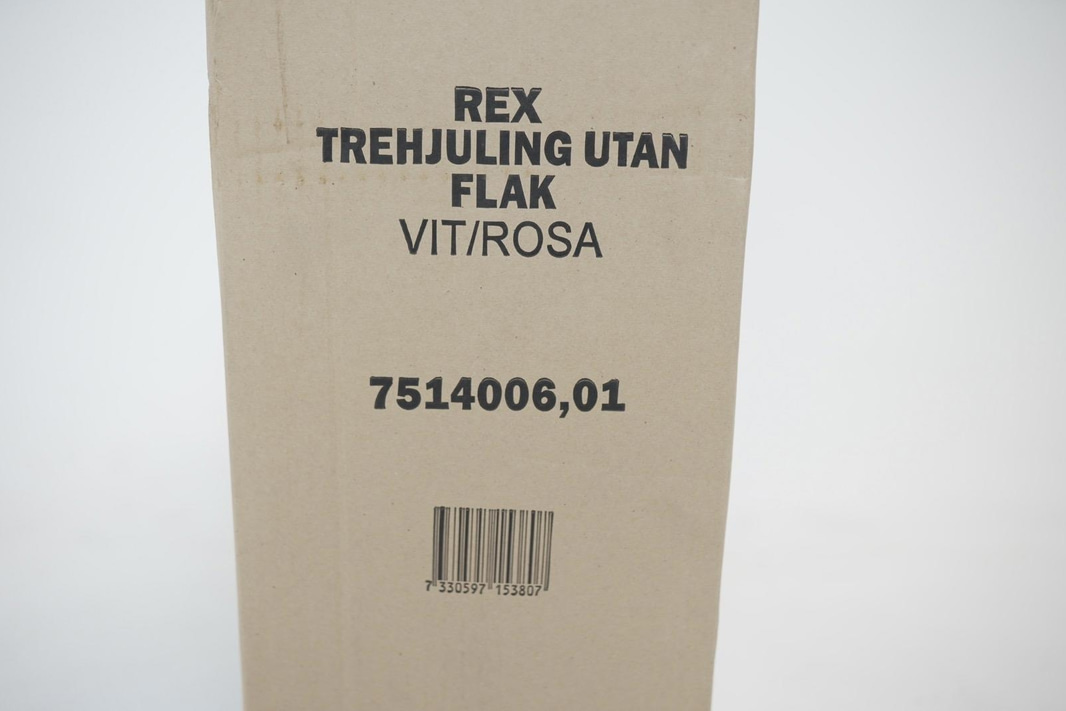 REX
TREHJULING UTAN
FLAK
VIT/ROSA
7514006,01
7 330597 153807